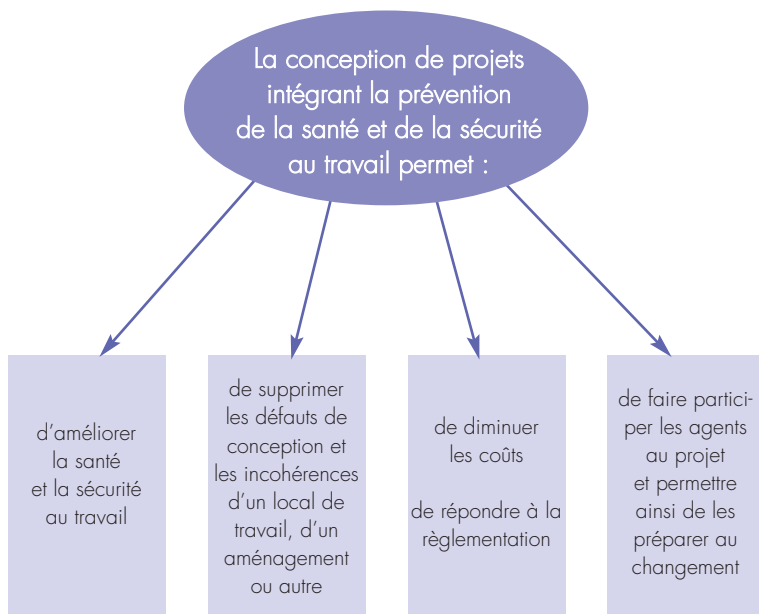 La conception de projets
intégrant la prévention
de la santé et de la sécurité
au travail permet :
d'améliorer
la santé
et la sécurité
au travail
de supprimer
les défauts de
conception et
les incohérences
d'un local de
travail, d'un
aménagement
ou autre
de diminuer
les coûts
de répondre à la
règlementation
de faire partici-
per les agents
au projet
et permettre
ainsi de les
préparer au
changement